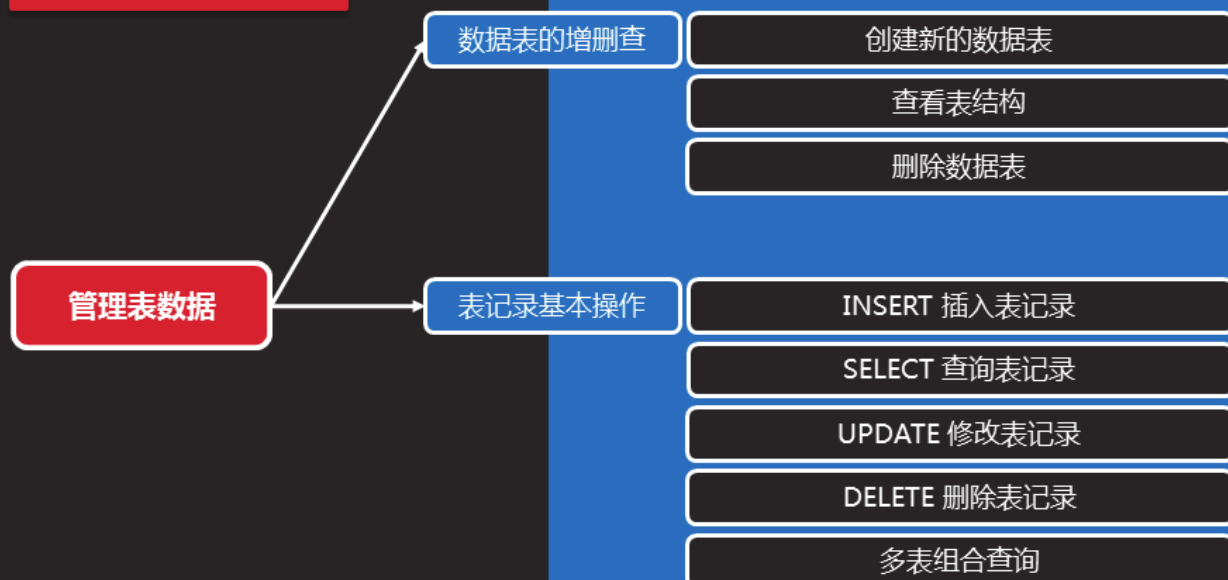 数据表的增删查
创建新的数据表
查看表结构
删除数据表
管理表数据
表记录基本操作
INSERT 插入表记录
SELECT 查询表记录
UPDATE 修改表记录
DELETE 删除表记录
多表组合查询